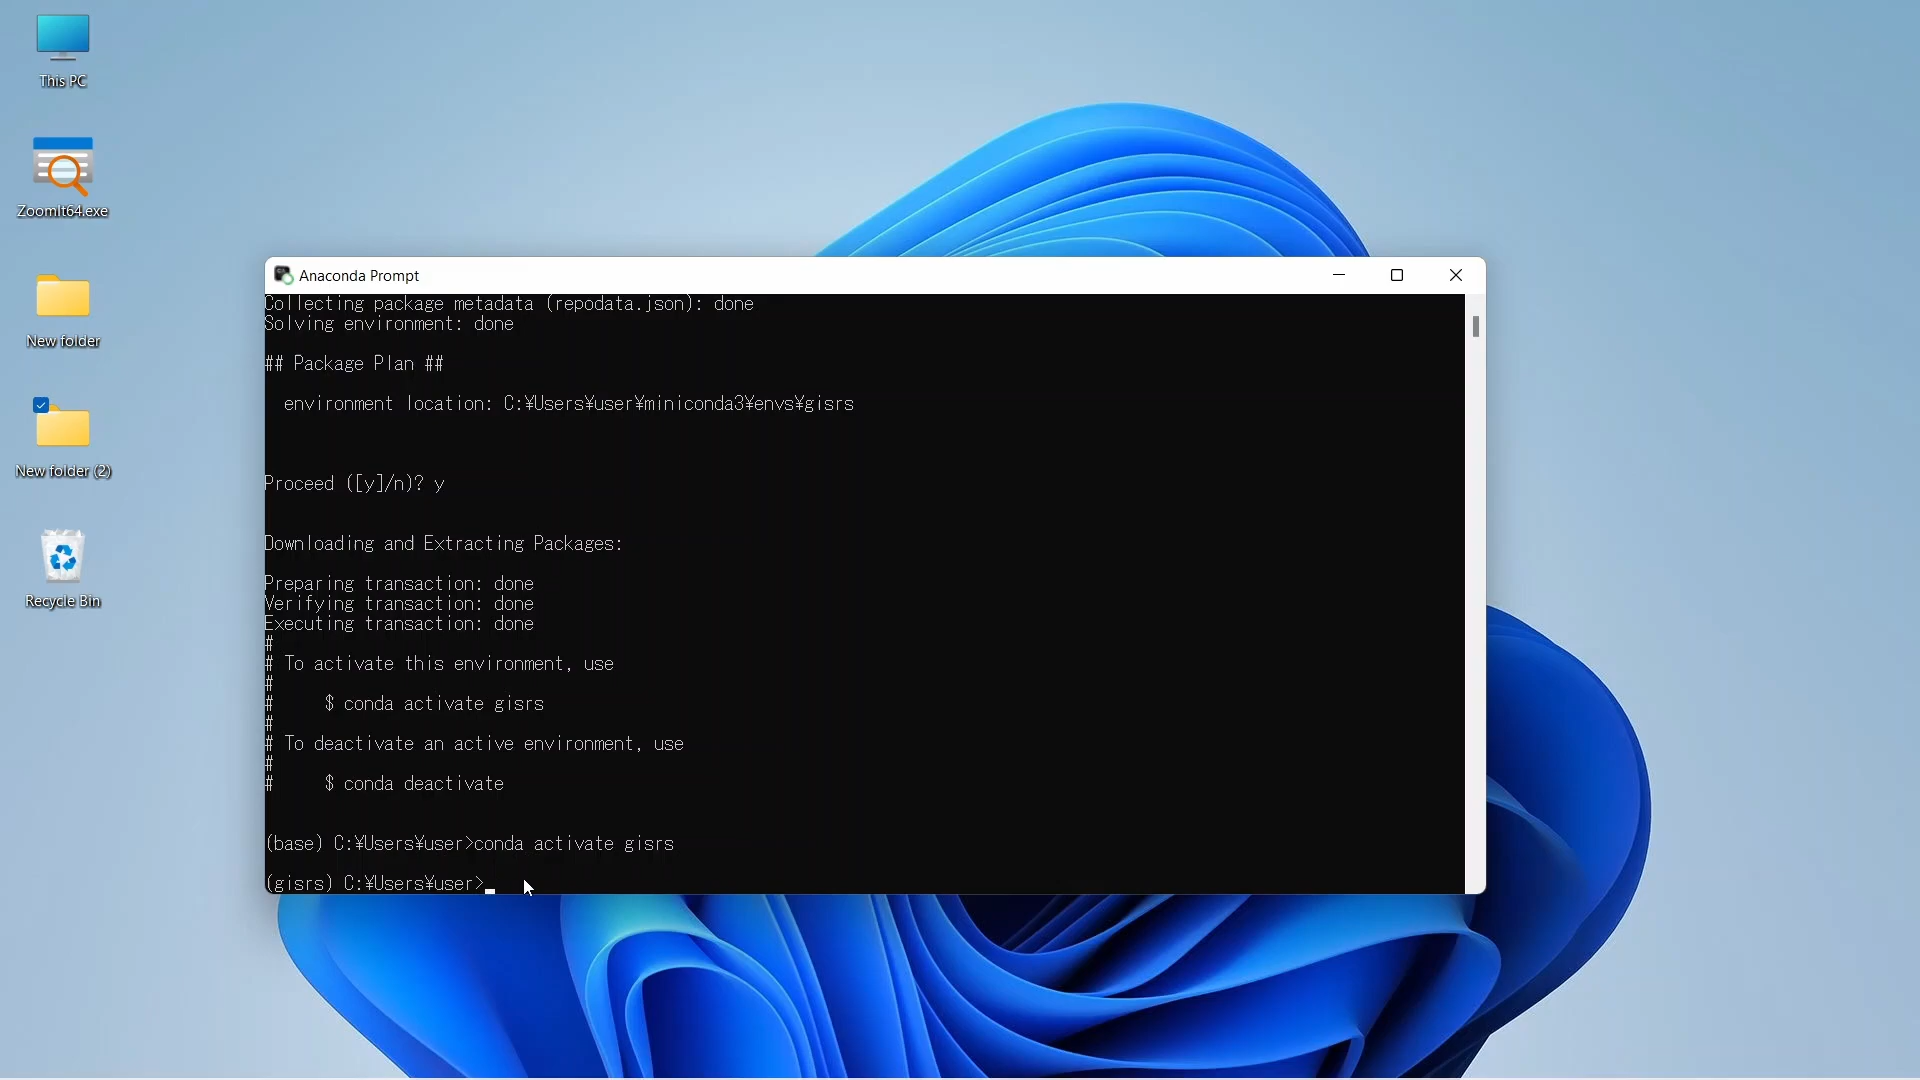 This PC
ZoomIt64.exe
New folder
New folder (2)
Recycle Bin
Anaconda Prompt
Collecting package metadata (repodata.json): done
Solving environment: done
## Package Plan ##
environment location: C:¥Users¥user¥miniconda3¥envs¥gisrs
Proceed ([y]/n)? y
Downloading and Extracting Packages:
Preparing transaction: done
Verifying transaction: done
Executing transaction: done
#
# To activate this environment, use
#
#     $ conda activate gisrs
#
# To deactivate an active environment, use
#
#     $ conda deactivate
(base) C:¥Users¥user>conda activate gisrs
(gisrs) C:¥Users¥user>